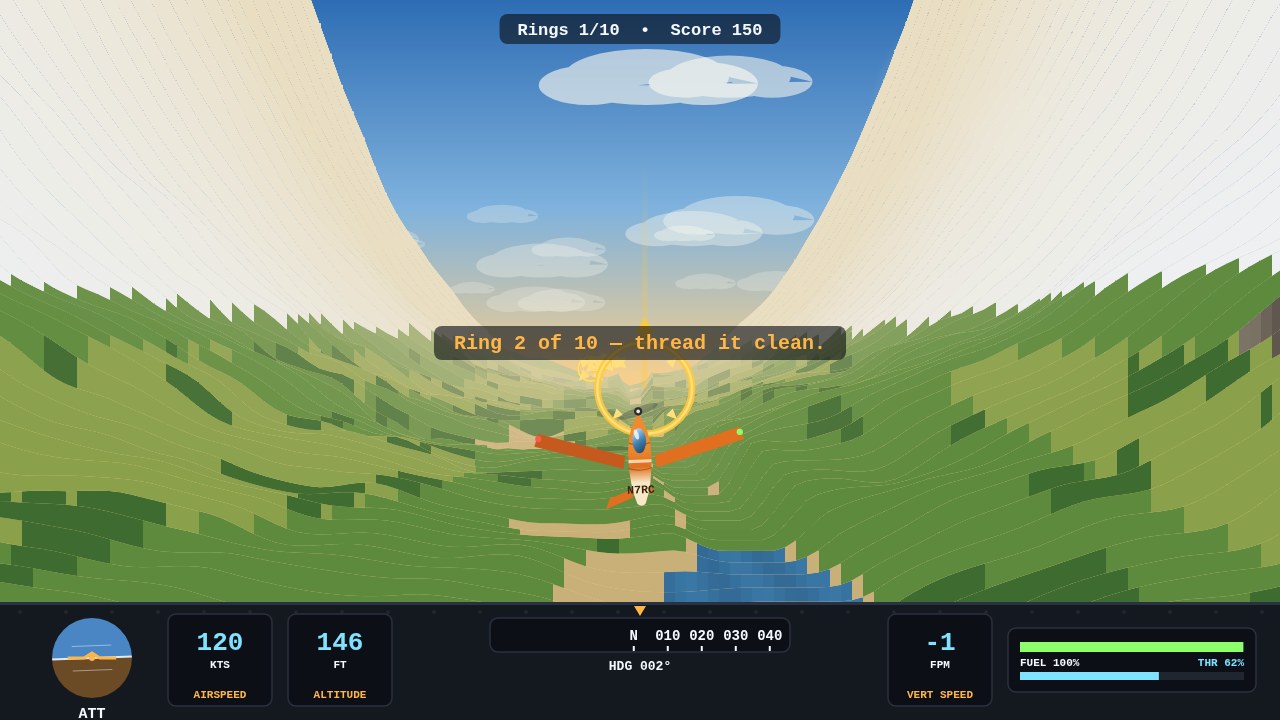 Rings 1/10 • Score 150
Ring 2 of 10 — thread it clean.
N7RC
120
KTS
AIRSPEED
146
FT
ALTITUDE
N 010 020 030 040
HDG 002°
-1
FPM
VERT SPEED
FUEL 100% THR 62%
ATT